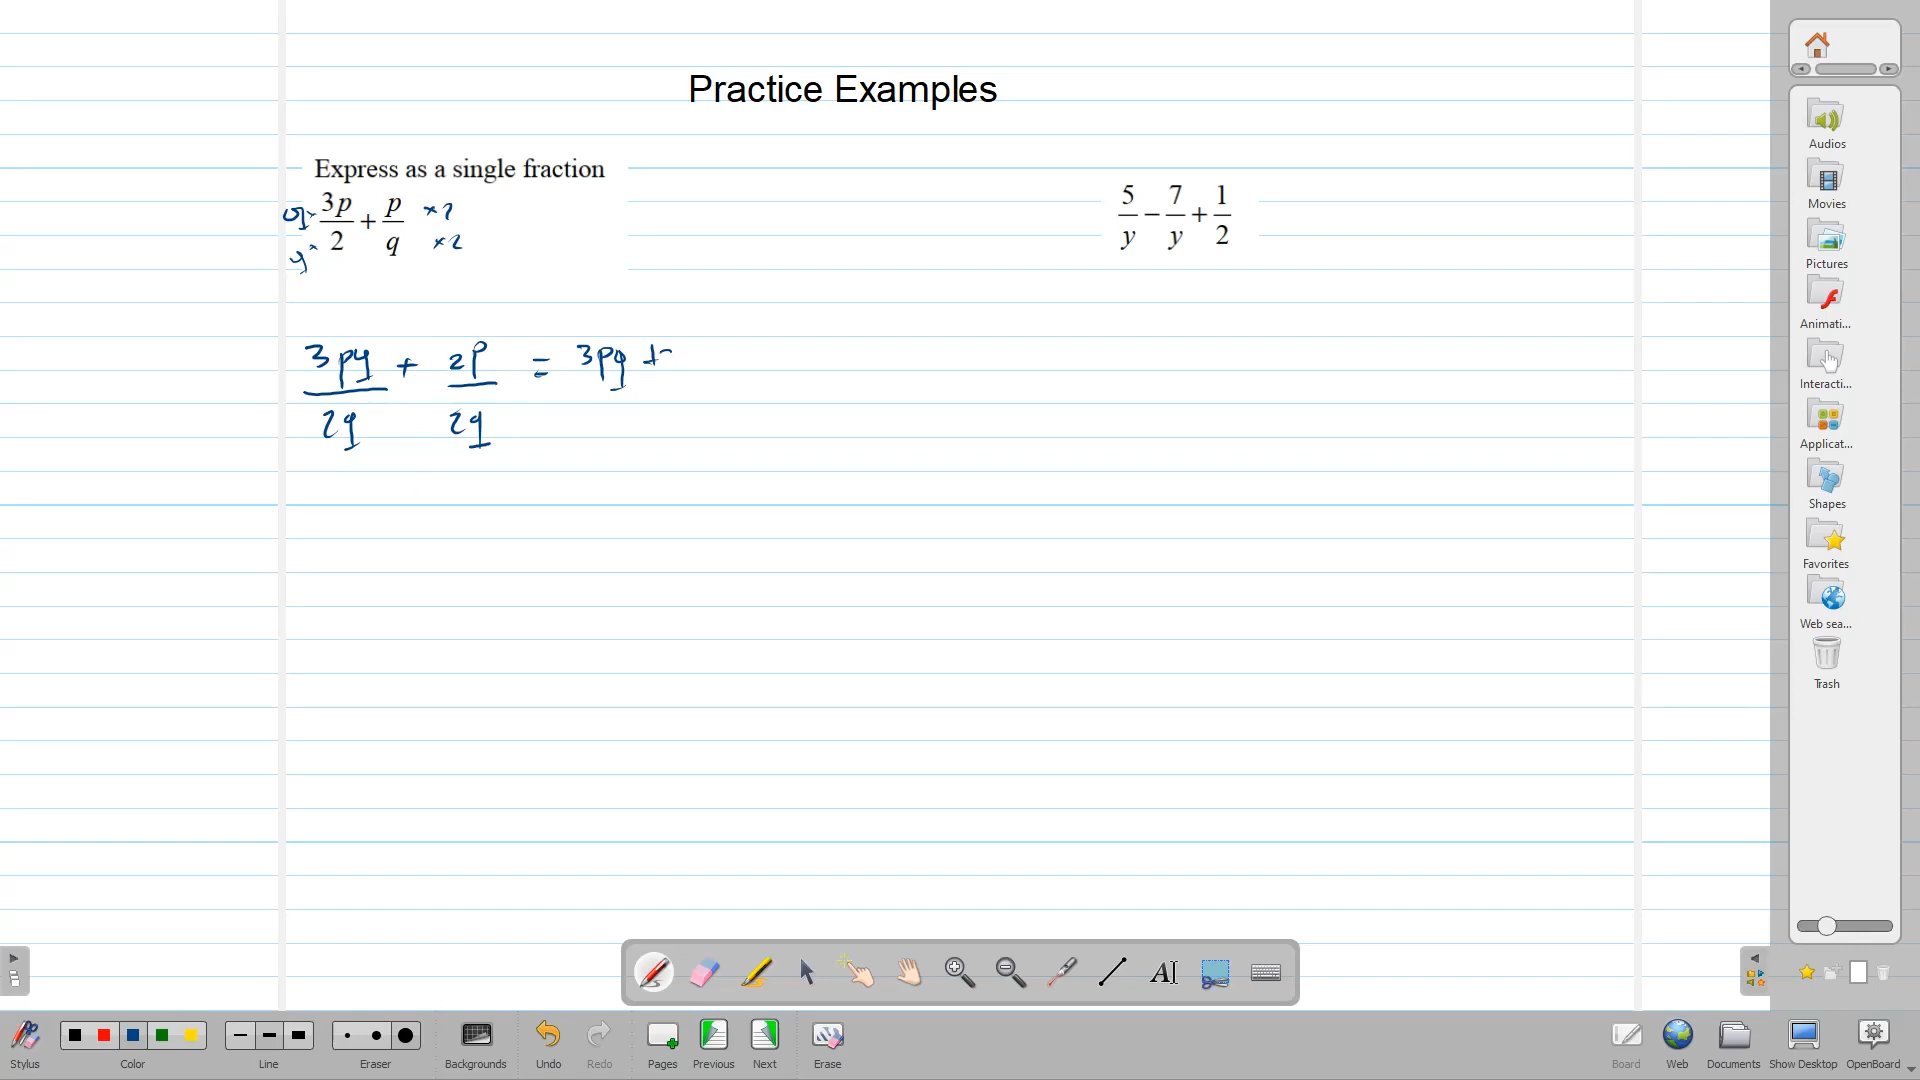 Practice Examples
Express as a single fraction
3p/2 + p/q ×2 ×2
5/y − 7/y + 1/2
3pq/2q + 2p/2q = 3pq +
Audios
Movies
Pictures
Animati...
Interacti...
Applicat...
Shapes
Favorites
Web sea...
Trash
Stylus
Color
Line
Eraser
Backgrounds
Undo
Redo
Pages
Previous
Next
Erase
Board
Web
Documents
Show Desktop
OpenBoard